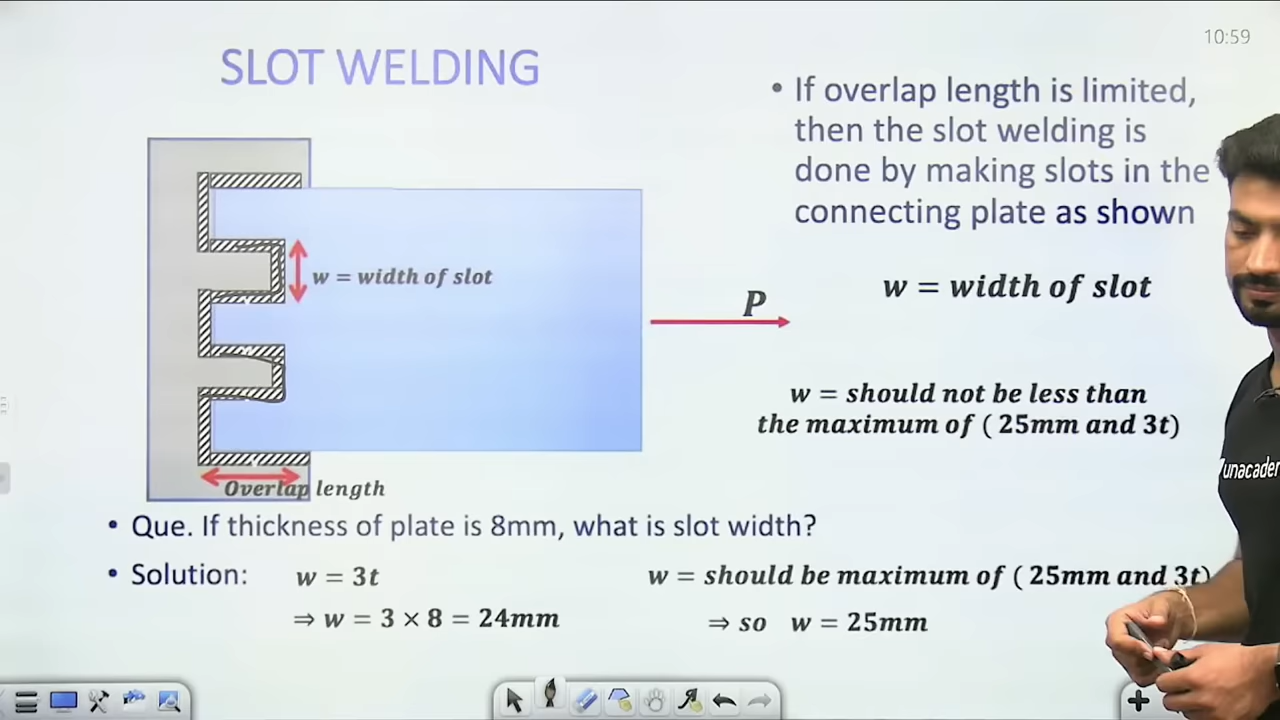 10:59
SLOT WELDING
• If overlap length is limited,
then the slot welding is
done by making slots in the
connecting plate as shown
w = width of slot
w = width of slot
P
w = should not be less than
the maximum of ( 25mm and 3t)
Overlap length
• Que. If thickness of plate is 8mm, what is slot width?
• Solution: w = 3t
w = should be maximum of ( 25mm and 3t)
⇒ w = 3 × 8 = 24mm
⇒ so w = 25mm
unacadem